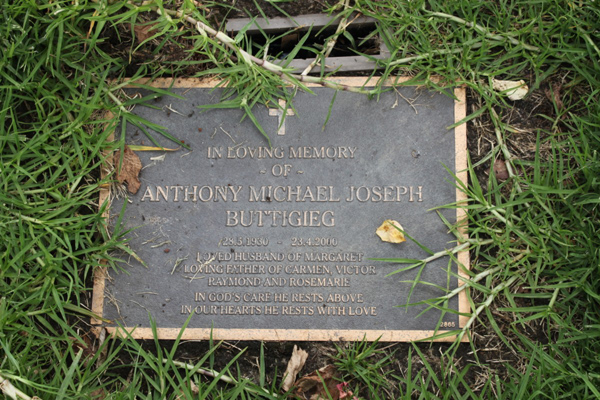 IN LOVING MEMORY
- OF -
ANTHONY MICHAEL JOSEPH
BUTTIGIEG
28.5.1930 23.4.2000
LOVED HUSBAND OF MARGARET
LOVING FATHER OF CARMEN, VICTOR
RAYMOND AND ROSEMARIE
IN GOD'S CARE HE RESTS ABOVE
IN OUR HEARTS HE RESTS WITH LOVE
2865